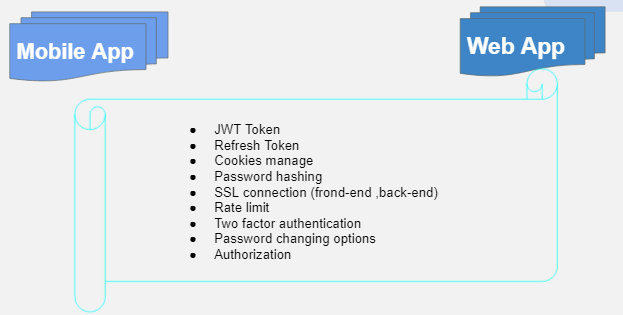 Mobile App
Web App
● JWT Token
● Refresh Token
● Cookies manage
● Password hashing
● SSL connection (frond-end ,back-end)
● Rate limit
● Two factor authentication
● Password changing options
● Authorization